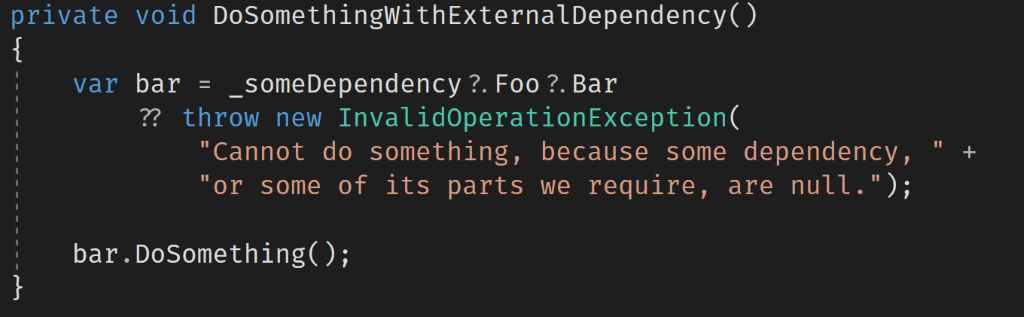 private void DoSomethingWithExternalDependency()
{
    var bar = _someDependency?.Foo?.Bar
        ?? throw new InvalidOperationException(
            "Cannot do something, because some dependency, " +
            "or some of its parts we require, are null.");

    bar.DoSomething();
}